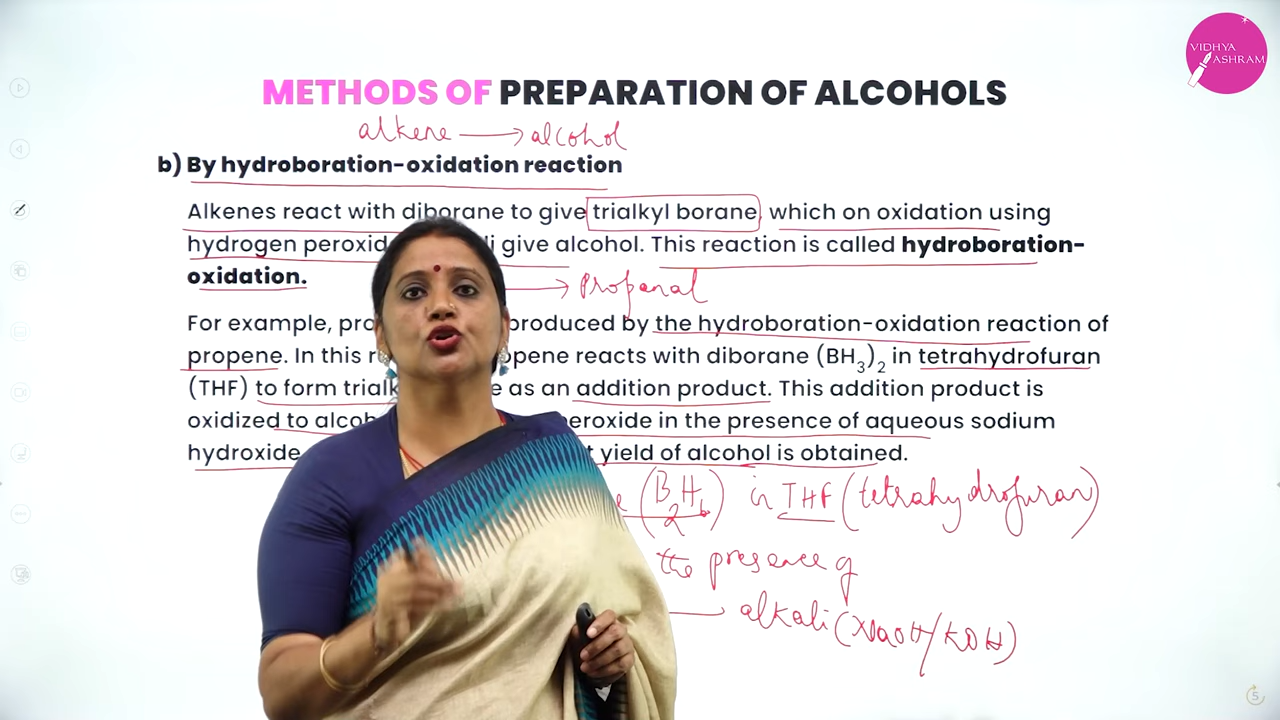 VIDHYA
ASHRAM
METHODS OF PREPARATION OF ALCOHOLS
alkene → alcohol
b) By hydroboration-oxidation reaction
Alkenes react with diborane to give trialkyl borane, which on oxidation using
hydrogen peroxid give alcohol. This reaction is called hydroboration-
oxidation.
→ Propanal
For example, pro produced by the hydroboration-oxidation reaction of
propene. In this propene reacts with diborane (BH3)2 in tetrahydrofuran
(THF) to form trialk as an addition product. This addition product is
oxidized to alcoh peroxide in the presence of aqueous sodium
hydroxide yield of alcohol is obtained.
(B2H6) in THF (tetrahydrofuran)
the presence of
→ alkali (NaOH/KOH)
5